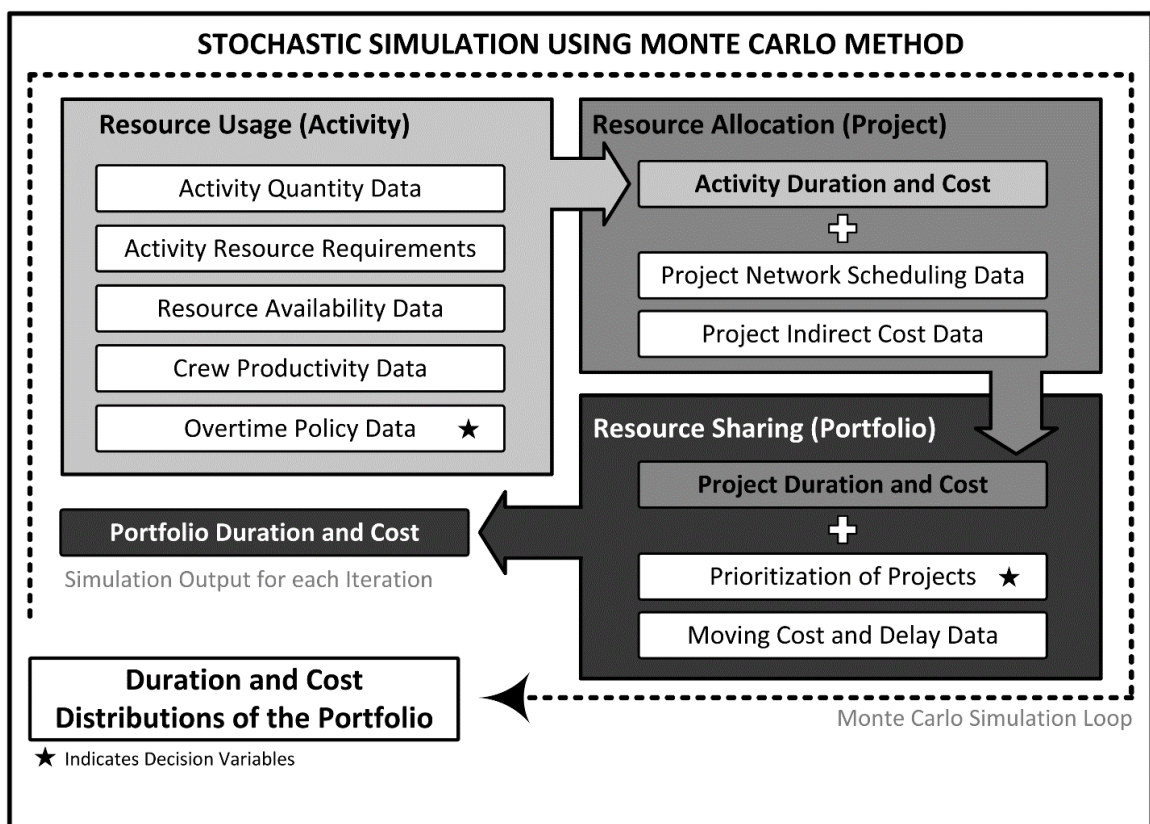 STOCHASTIC SIMULATION USING MONTE CARLO METHOD
Resource Usage (Activity)
Activity Quantity Data
Activity Resource Requirements
Resource Availability Data
Crew Productivity Data
Overtime Policy Data ★
Resource Allocation (Project)
Activity Duration and Cost
+
Project Network Scheduling Data
Project Indirect Cost Data
Resource Sharing (Portfolio)
Project Duration and Cost
+
Prioritization of Projects ★
Moving Cost and Delay Data
Portfolio Duration and Cost
Simulation Output for each Iteration
Monte Carlo Simulation Loop
Duration and Cost
Distributions of the Portfolio
★ Indicates Decision Variables